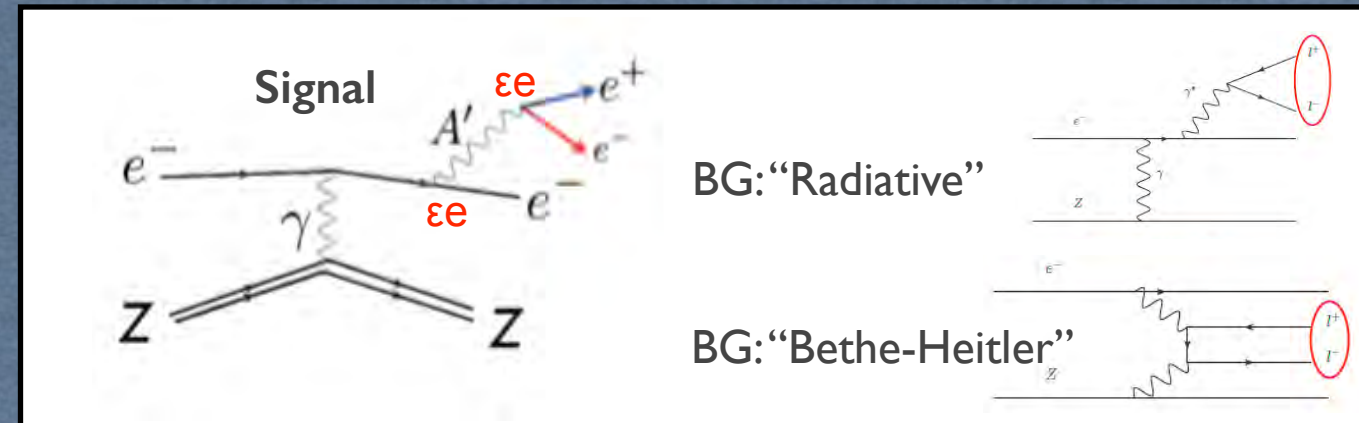 Signal
εe
e⁺
A′
e⁻
e⁻
εe
e⁻
γ
Z
Z
BG: “Radiative”
l⁺
γ*
l⁻
e⁻
γ
Z
BG: “Bethe-Heitler”
e⁻
l⁺
l⁻
Z